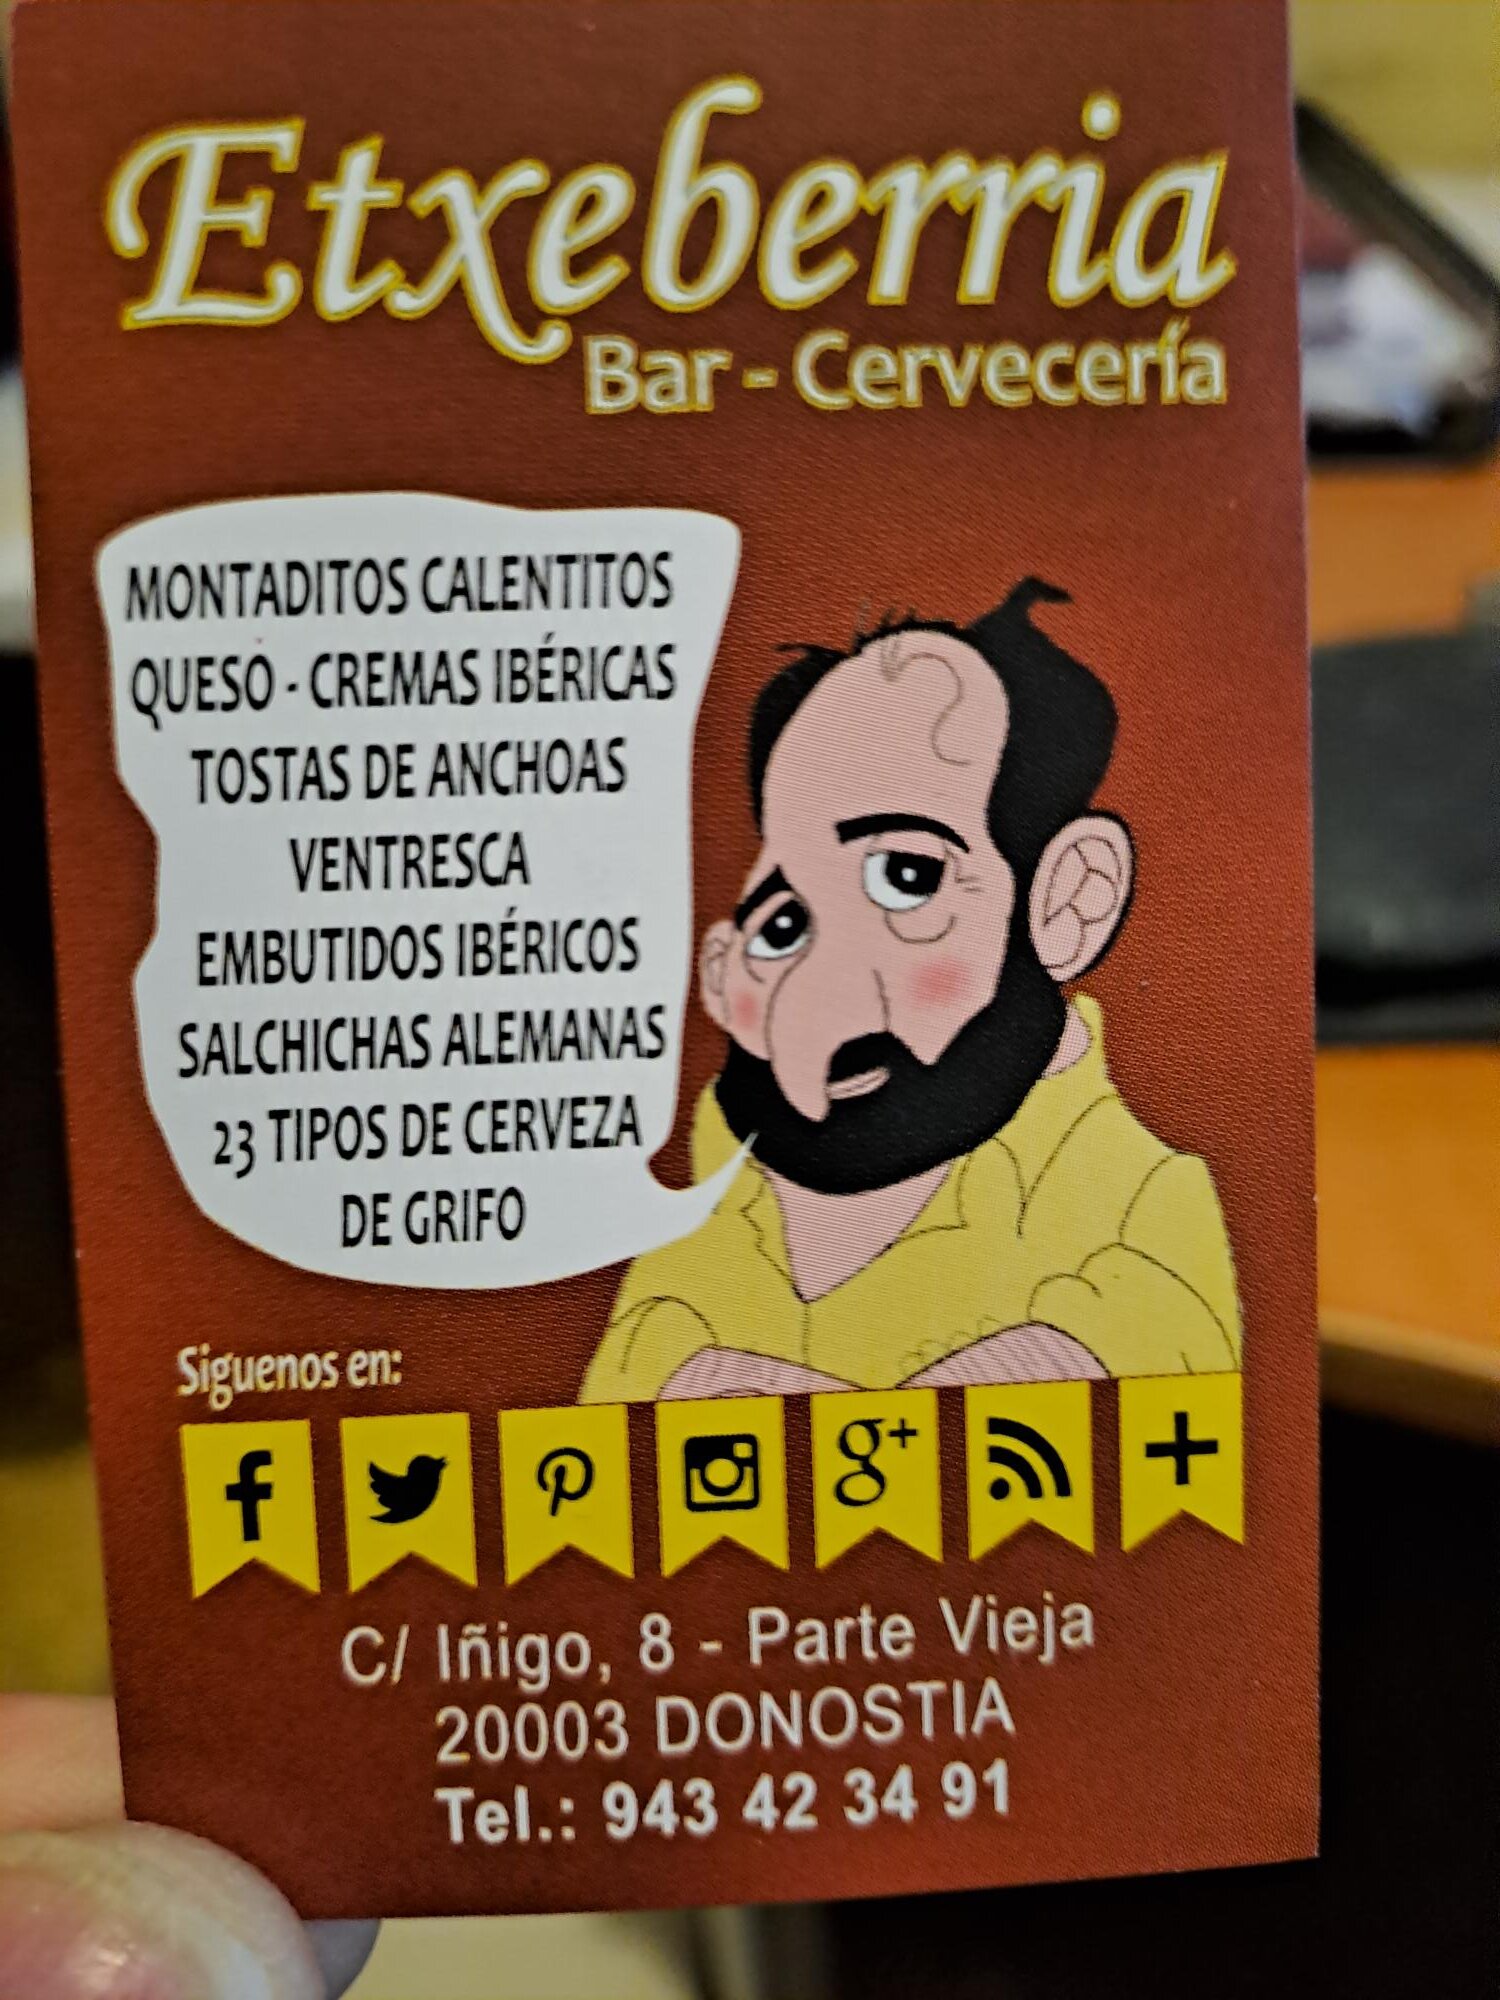 Etxeberria
Bar - Cervecería
MONTADITOS CALENTITOS
QUESO - CREMAS IBÉRICAS
TOSTAS DE ANCHOAS
VENTRESCA
EMBUTIDOS IBÉRICOS
SALCHICHAS ALEMANAS
23 TIPOS DE CERVEZA
DE GRIFO
Siguenos en:
f g+ +
C/ Iñigo, 8 - Parte Vieja
20003 DONOSTIA
Tel.: 943 42 34 91